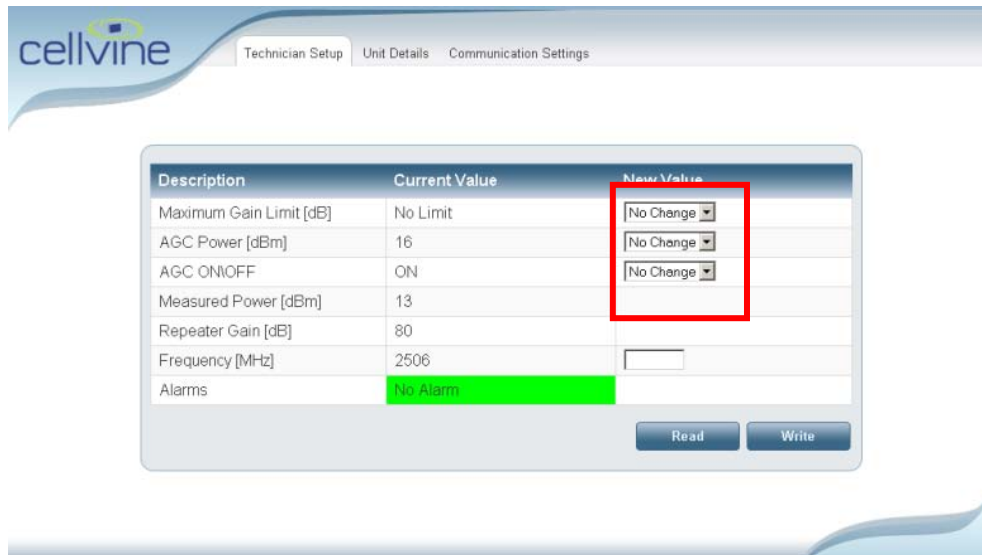 cellvine
Technician Setup Unit Details Communication Settings
Description Current Value New Value
Maximum Gain Limit [dB] No Limit No Change
AGC Power [dBm] 16 No Change
AGC ON\OFF ON No Change
Measured Power [dBm] 13
Repeater Gain [dB] 80
Frequency [MHz] 2506
Alarms No Alarm
Read Write